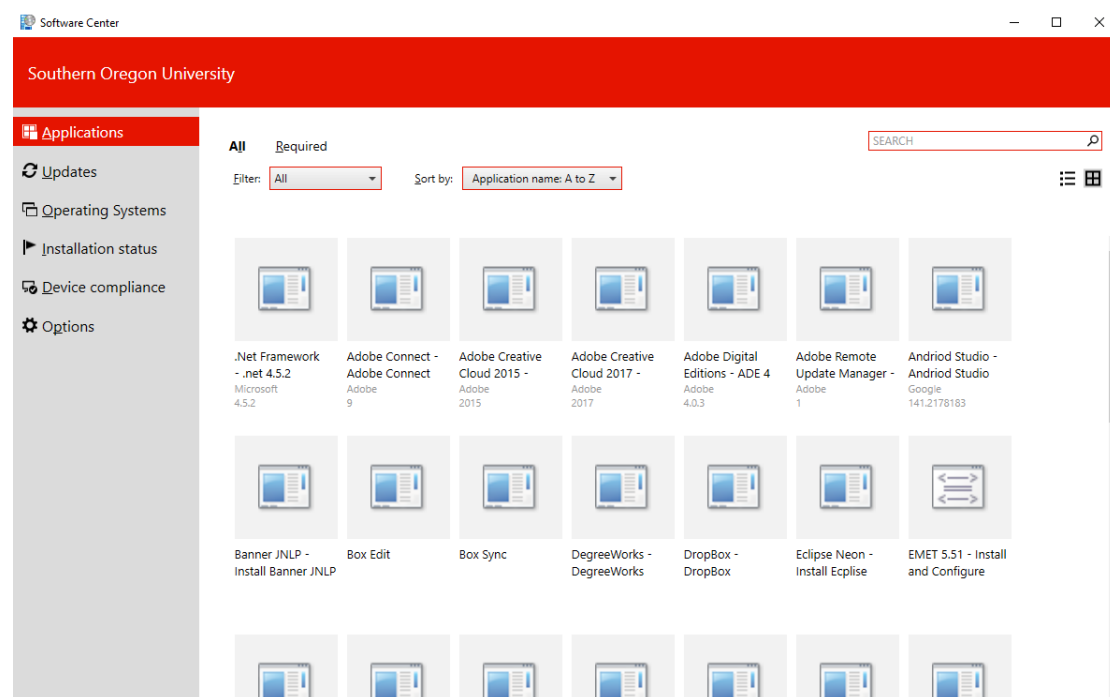 Software Center
Southern Oregon University
Applications
Updates
Operating Systems
Installation status
Device compliance
Options
All
Required
SEARCH
Filter:
All
Sort by:
Application name: A to Z
.Net Framework
- .net 4.5.2
Microsoft
4.5.2
Adobe Connect -
Adobe Connect
Adobe
9
Adobe Creative
Cloud 2015 -
Adobe
2015
Adobe Creative
Cloud 2017 -
Adobe
2017
Adobe Digital
Editions - ADE 4
Adobe
4.0.3
Adobe Remote
Update Manager -
Adobe
1
Andriod Studio -
Andriod Studio
Google
141.2178183
Banner JNLP -
Install Banner JNLP
Box Edit
Box Sync
DegreeWorks -
DegreeWorks
DropBox -
DropBox
Eclipse Neon -
Install Ecplise
EMET 5.51 - Install
and Configure